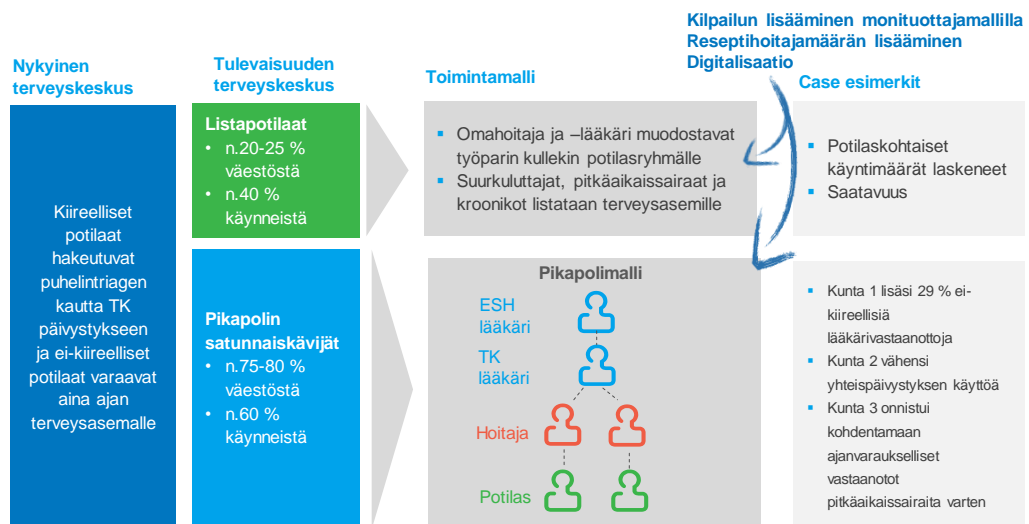 Kilpailun lisääminen monituottajamallilla
Reseptihoitajamäärän lisääminen
Digitalisaatio
Nykyinen
terveyskeskus
Tulevaisuuden
terveyskeskus
Toimintamalli
Case esimerkit
Kiireelliset
potilaat
hakeutuvat
puhelintriagen
kautta TK
päivystykseen
ja ei-kiireelliset
potilaat varaavat
aina ajan
terveysasemalle
Listapotilaat
• n.20-25 %
väestöstä
• n.40 %
käynneistä
▪ Omahoitaja ja –lääkäri muodostavat
työparin kullekin potilasryhmälle
▪ Suurkuluttajat, pitkäaikaissairaat ja
kroonikot listataan terveysasemille
▪ Potilaskohtaiset
käyntimäärät laskeneet
▪ Saatavuus
Pikapolin
satunnaiskävijät
• n.75-80 %
väestöstä
• n.60 %
käynneistä
Pikapolimalli
ESH
lääkäri
TK
lääkäri
Hoitaja
Potilas
▪ Kunta 1 lisäsi 29 % ei-
kiireellisiä
lääkärivastaanottoja
▪ Kunta 2 vähensi
yhteispäivystyksen käyttöä
▪ Kunta 3 onnistui
kohdentamaan
ajanvaraukselliset
vastaanotot
pitkäaikaissairaita varten